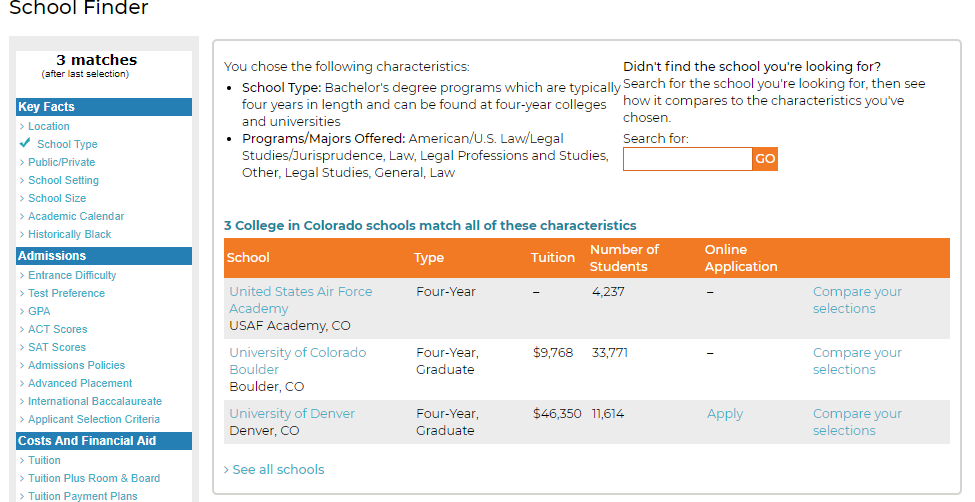 School Finder
3 matches
(after last selection)
Key Facts
> Location
✓ School Type
> Public/Private
> School Setting
> School Size
> Academic Calendar
> Historically Black
Admissions
> Entrance Difficulty
> Test Preference
> GPA
> ACT Scores
> SAT Scores
> Admissions Policies
> Advanced Placement
> International Baccalaureate
> Applicant Selection Criteria
Costs And Financial Aid
> Tuition
> Tuition Plus Room & Board
> Tuition Payment Plans
You chose the following characteristics:
• School Type: Bachelor's degree programs which are typically
four years in length and can be found at four-year colleges
and universities
• Programs/Majors Offered: American/U.S. Law/Legal
Studies/Jurisprudence, Law, Legal Professions and Studies,
Other, Legal Studies, General, Law
Didn't find the school you're looking for?
Search for the school you're looking for, then see
how it compares to the characteristics you've
chosen.
Search for:
GO
3 College in Colorado schools match all of these characteristics
School Type Tuition Number of Students Online Application
United States Air Force Academy Four-Year – 4,237 – Compare your selections
USAF Academy, CO
University of Colorado Boulder Four-Year, Graduate $9,768 33,771 – Compare your selections
Boulder, CO
University of Denver Four-Year, Graduate $46,350 11,614 Apply Compare your selections
Denver, CO
> See all schools